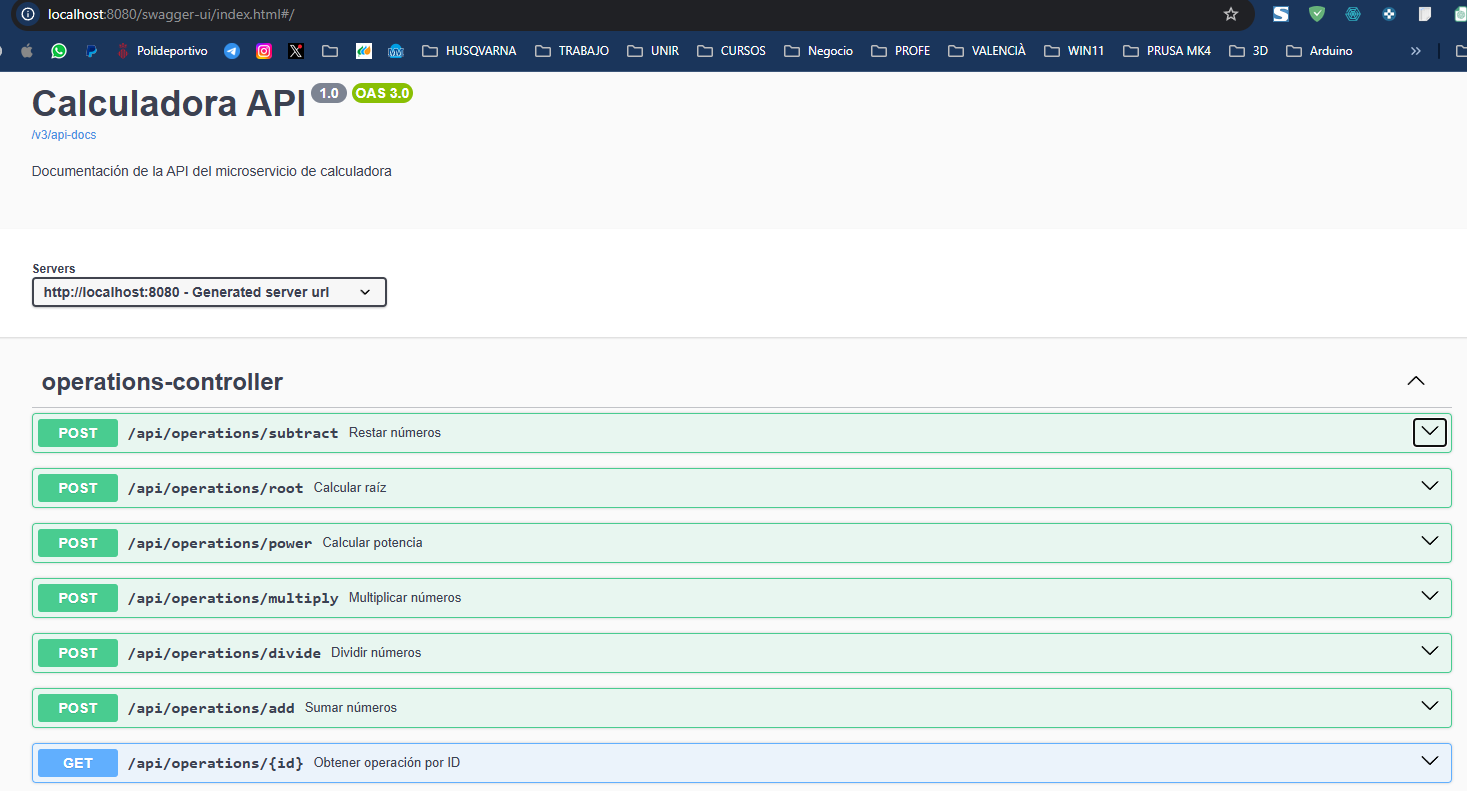 localhost:8080/swagger-ui/index.html#/
Polideportivo HUSQVARNA TRABAJO UNIR CURSOS Negocio PROFE VALENCIÀ WIN11 PRUSA MK4 3D Arduino
Calculadora API 1.0 OAS 3.0
/v3/api-docs
Documentación de la API del microservicio de calculadora
Servers
http://localhost:8080 - Generated server url
operations-controller
POST /api/operations/subtract Restar números
POST /api/operations/root Calcular raíz
POST /api/operations/power Calcular potencia
POST /api/operations/multiply Multiplicar números
POST /api/operations/divide Dividir números
POST /api/operations/add Sumar números
GET /api/operations/{id} Obtener operación por ID